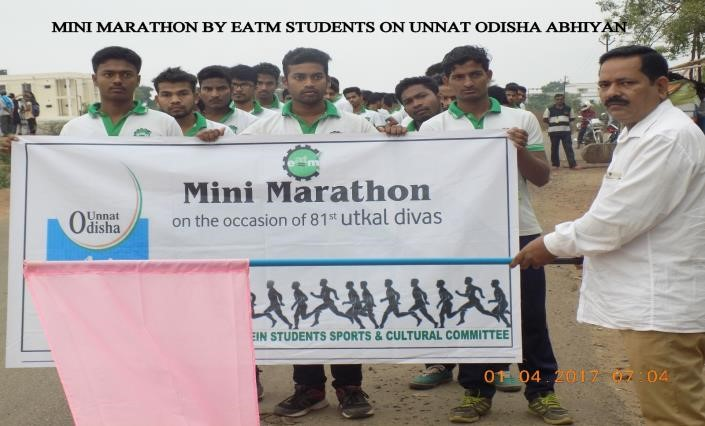 MINI MARATHON BY EATM STUDENTS ON UNNAT ODISHA ABHIYAN
eatm
Mini Marathon
on the occasion of 81st utkal divas
Unnat
Odisha
EIN STUDENTS SPORTS & CULTURAL COMMITTEE
01-04-2017 07:04